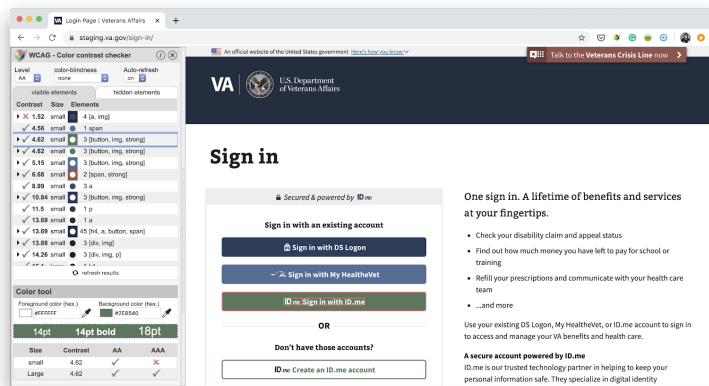 Login Page | Veterans Affairs
staging.va.gov/sign-in/
WCAG - Color contrast checker
Level
color-blindness
Auto-refresh
AA
none
on
visible elements
hidden elements
Contrast Size Elements
1.52 small 4 [a, img]
4.56 small 1 span
4.62 small 3 [button, img, strong]
4.62 small 3 [button, img, strong]
5.15 small 3 [button, img, strong]
6.68 small 2 [span, strong]
8.99 small 3 a
10.84 small 3 [button, img, strong]
11.5 small 1 p
13.69 small 1 a
13.69 small 45 [h4, a, button, span]
13.88 small 3 [div, img]
14.26 small 3 [div, img, p]
refresh results
Color tool
Foreground color (hex.)
Background color (hex.)
#FFFFFF
#2E8540
14pt 14pt bold 18pt
Size Contrast AA AAA
small 4.62
Large 4.62
An official website of the United States government Here's how you know
Talk to the Veterans Crisis Line now
VA
U.S. Department
of Veterans Affairs
Sign in
Secured & powered by ID.me
Sign in with an existing account
Sign in with DS Logon
Sign in with My HealtheVet
ID.me Sign in with ID.me
OR
Don't have those accounts?
ID.me Create an ID.me account
One sign in. A lifetime of benefits and services
at your fingertips.
Check your disability claim and appeal status
Find out how much money you have left to pay for school or
training
Refill your prescriptions and communicate with your health care
team
...and more
Use your existing DS Logon, My HealtheVet, or ID.me account to sign in
to access and manage your VA benefits and health care.
A secure account powered by ID.me
ID.me is our trusted technology partner in helping to keep your
personal information safe. They specialize in digital identity